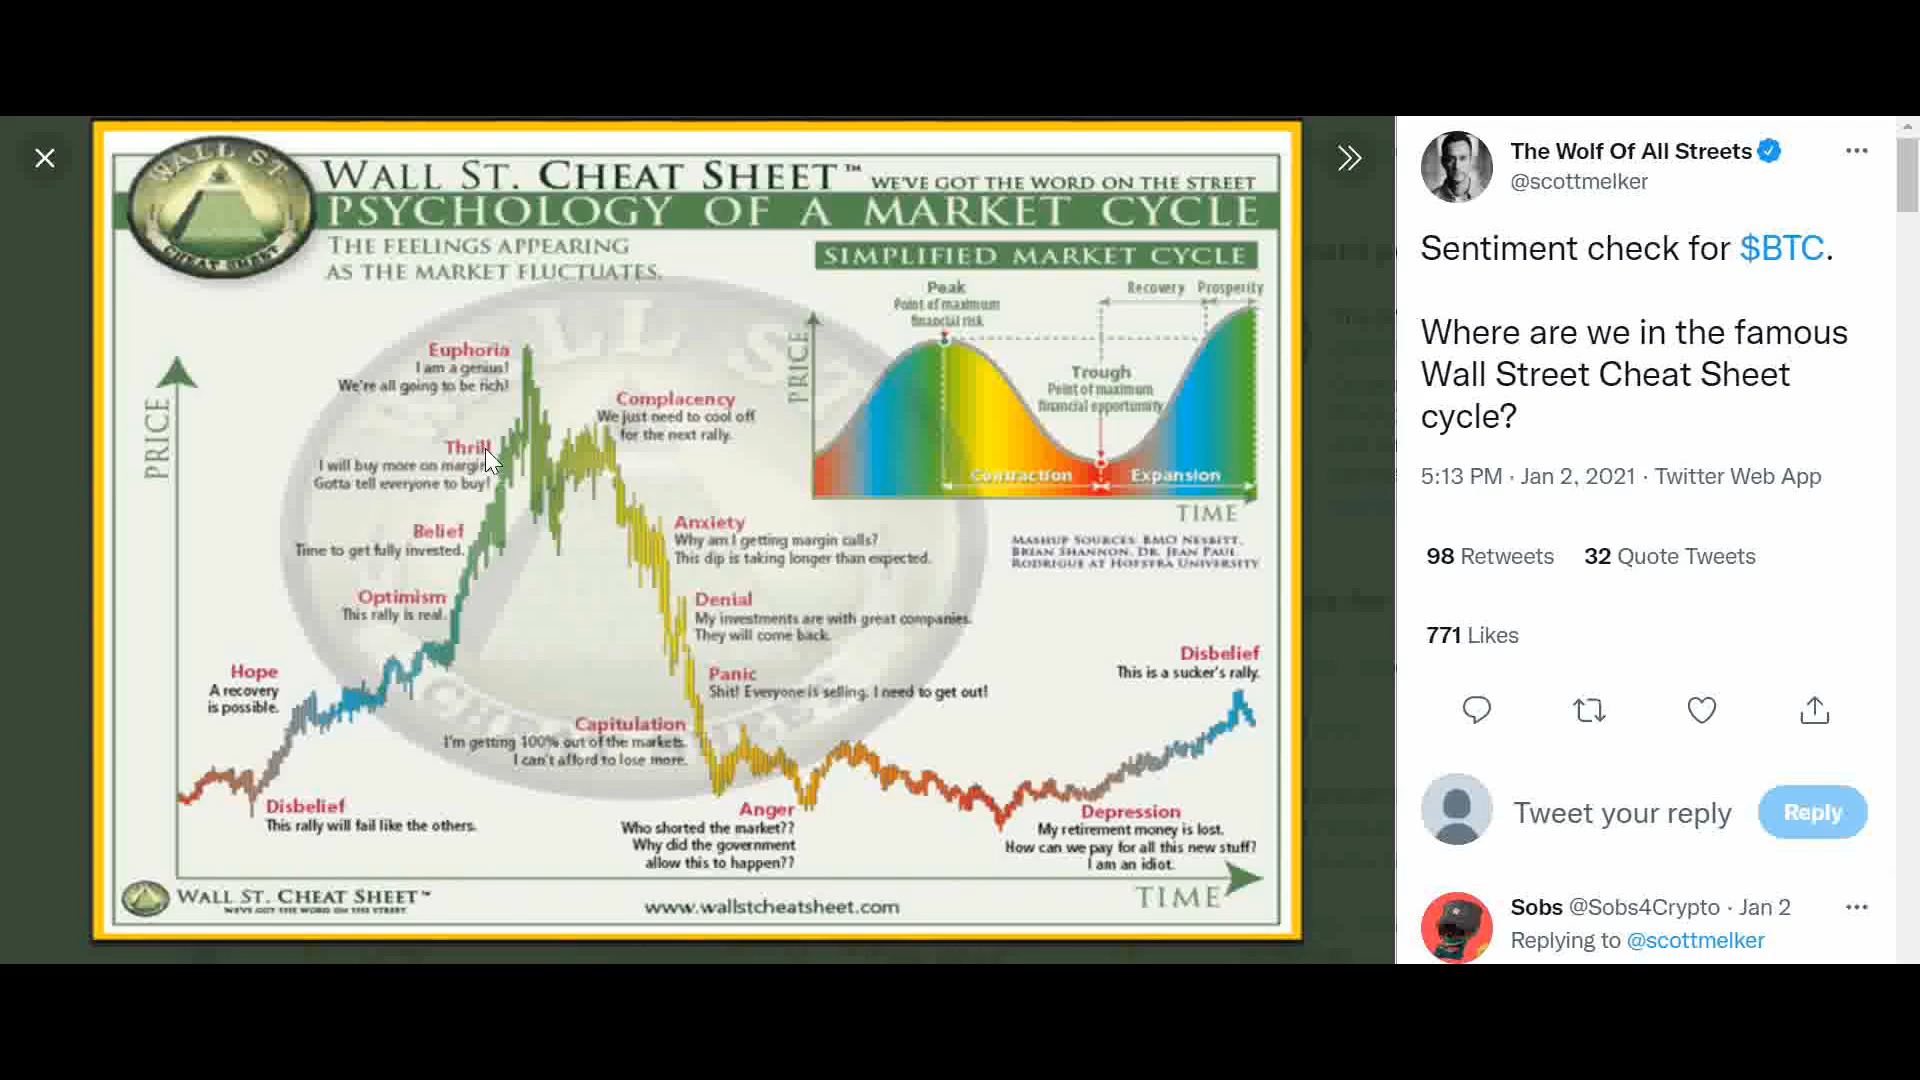 WALL ST.
CHEAT SHEET
WALL ST. CHEAT SHEET™ WE'VE GOT THE WORD ON THE STREET
PSYCHOLOGY OF A MARKET CYCLE
THE FEELINGS APPEARING
AS THE MARKET FLUCTUATES.
SIMPLIFIED MARKET CYCLE
Peak
Point of maximum
financial risk
Recovery Prosperity
PRICE
Trough
Point of maximum
financial opportunity
Contraction
Expansion
TIME
MASHUP SOURCES: BMO NESBITT,
BRIAN SHANNON, DR. JEAN PAUL
RODRIGUE AT HOFSTRA UNIVERSITY
PRICE
Euphoria
I am a genius!
We're all going to be rich!
Complacency
We just need to cool off
for the next rally.
Thrill
I will buy more on margin
Gotta tell everyone to buy!
Belief
Time to get fully invested.
Anxiety
Why am I getting margin calls?
This dip is taking longer than expected.
Optimism
This rally is real.
Denial
My investments are with great companies.
They will come back.
Hope
A recovery
is possible.
Panic
Shit! Everyone is selling. I need to get out!
Disbelief
This is a sucker's rally.
Capitulation
I'm getting 100% out of the markets.
I can't afford to lose more.
Disbelief
This rally will fail like the others.
Anger
Who shorted the market??
Why did the government
allow this to happen??
Depression
My retirement money is lost.
How can we pay for all this new stuff?
I am an idiot.
TIME
WALL ST. CHEAT SHEET™
WE'VE GOT THE WORD ON THE STREET
www.wallstcheatsheet.com
The Wolf Of All Streets
@scottmelker
Sentiment check for $BTC.
Where are we in the famous
Wall Street Cheat Sheet
cycle?
5:13 PM · Jan 2, 2021 · Twitter Web App
98 Retweets 32 Quote Tweets
771 Likes
Tweet your reply
Reply
Sobs @Sobs4Crypto · Jan 2
Replying to @scottmelker